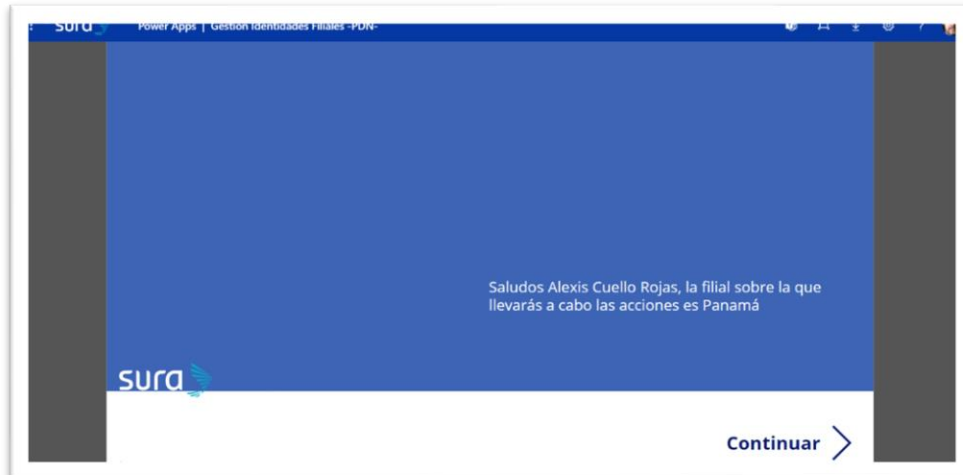 sura Power Apps | Gestión Identidades Filiales -PDN-
Saludos Alexis Cuello Rojas, la filial sobre la que
llevarás a cabo las acciones es Panamá
sura
Continuar